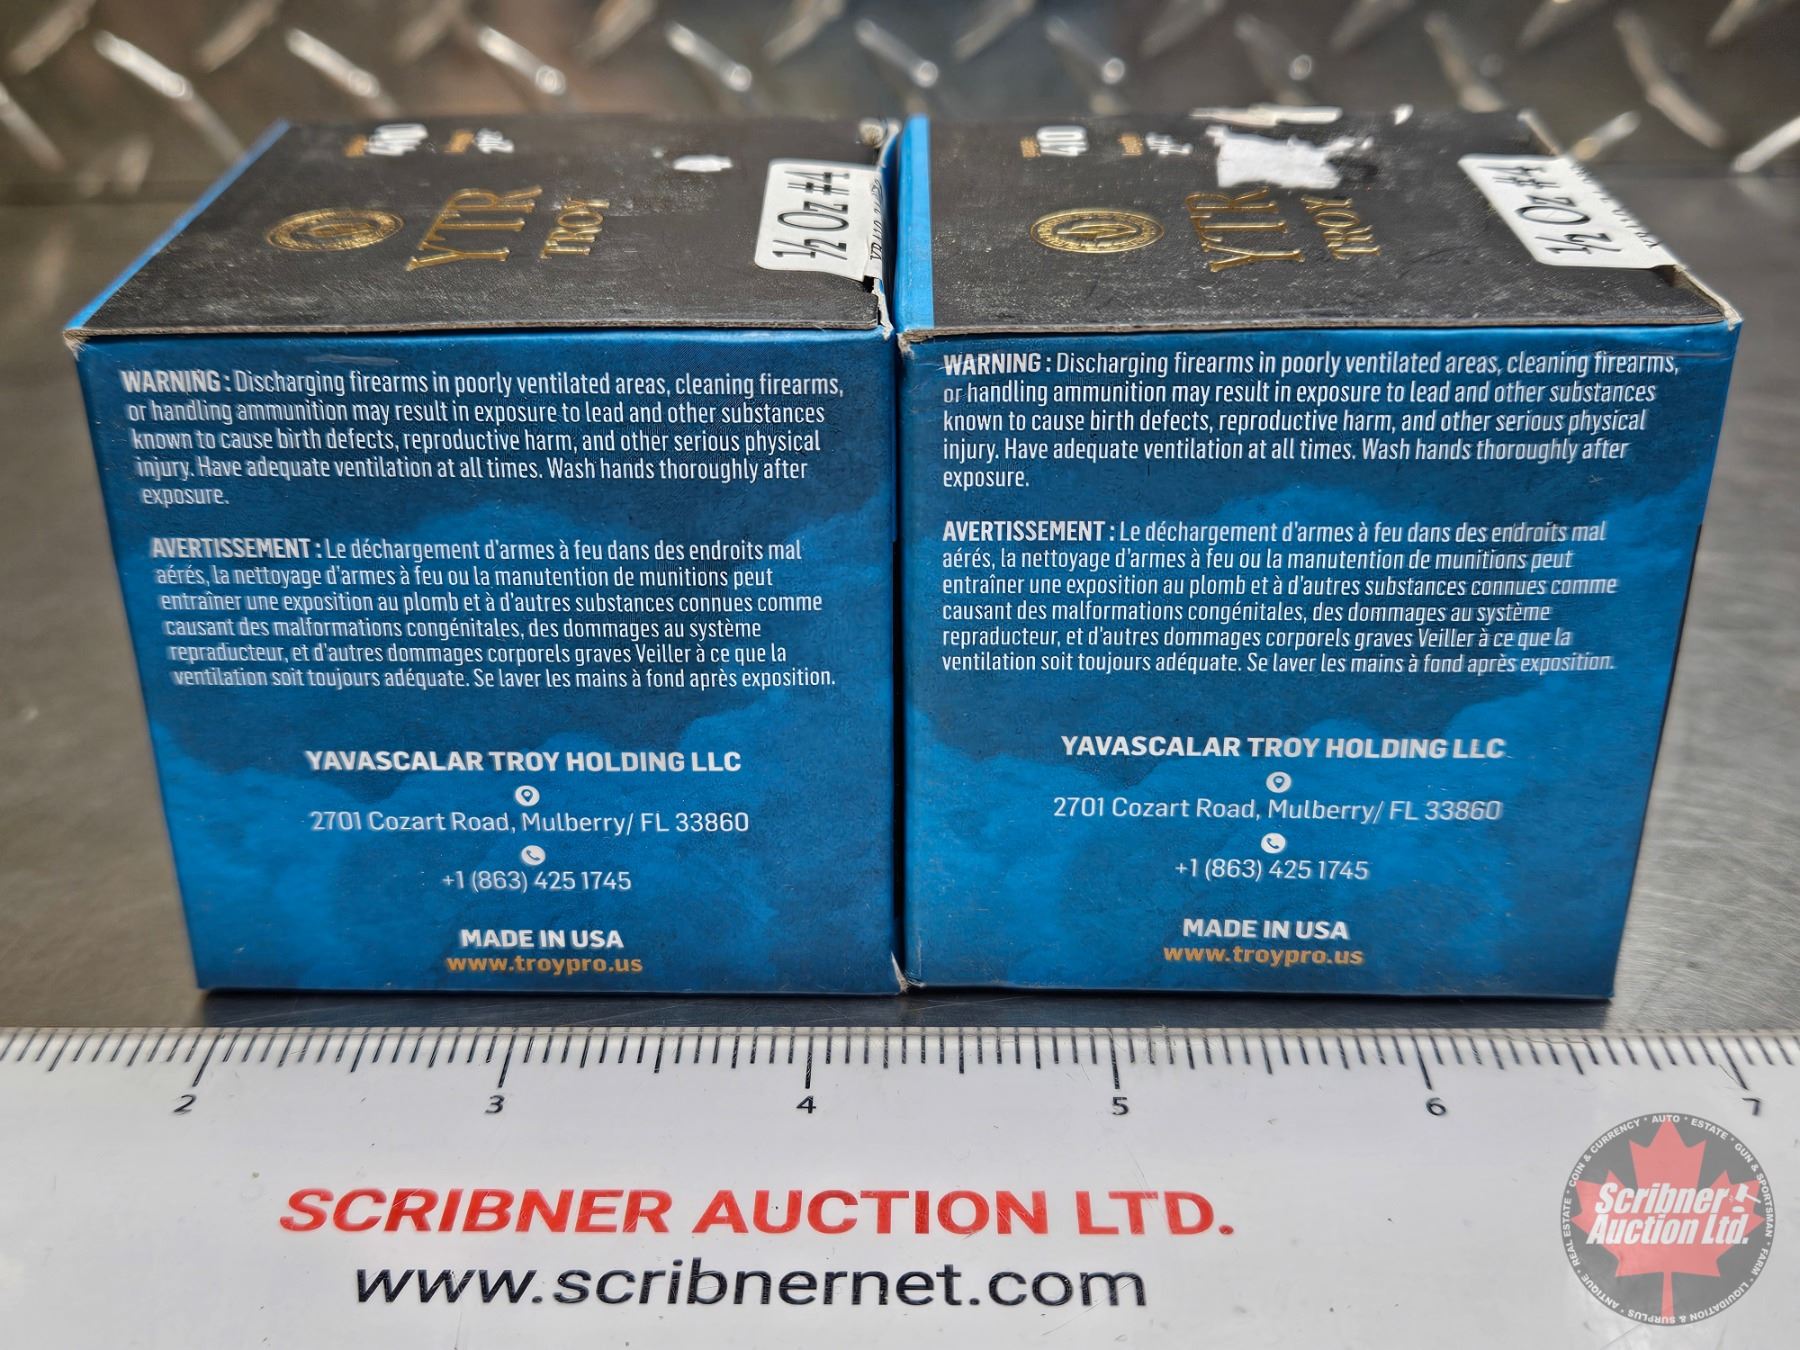 410
YTR
TROY
½ Oz #4
410
YTR
TROY
½ Oz #4
WARNING : Discharging firearms in poorly ventilated areas, cleaning firearms,
or handling ammunition may result in exposure to lead and other substances
known to cause birth defects, reproductive harm, and other serious physical
injury. Have adequate ventilation at all times. Wash hands thoroughly after
exposure.
AVERTISSEMENT : Le déchargement d'armes à feu dans des endroits mal
aérés, la nettoyage d'armes à feu ou la manutention de munitions peut
entraîner une exposition au plomb et à d'autres substances connues comme
causant des malformations congénitales, des dommages au système
repraducteur, et d'autres dommages corporels graves Veiller à ce que la
ventilation soit toujours adéquate. Se laver les mains à fond après exposition.
YAVASCALAR TROY HOLDING LLC
2701 Cozart Road, Mulberry/ FL 33860
+1 (863) 425 1745
MADE IN USA
www.troypro.us
WARNING : Discharging firearms in poorly ventilated areas, cleaning firearms,
or handling ammunition may result in exposure to lead and other substances
known to cause birth defects, reproductive harm, and other serious physical
injury. Have adequate ventilation at all times. Wash hands thoroughly after
exposure.
AVERTISSEMENT : Le déchargement d'armes à feu dans des endroits mal
aérés, la nettoyage d'armes à feu ou la manutention de munitions peut
entraîner une exposition au plomb et à d'autres substances connues comme
causant des malformations congénitales, des dommages au système
repraducteur, et d'autres dommages corporels graves Veiller à ce que la
ventilation soit toujours adéquate. Se laver les mains à fond après exposition.
YAVASCALAR TROY HOLDING LLC
2701 Cozart Road, Mulberry/ FL 33860
+1 (863) 425 1745
MADE IN USA
www.troypro.us
2 3 4 5 6 7
SCRIBNER AUCTION LTD.
www.scribnernet.com
Scribner
Auction Ltd.
ANTIQUE • REAL ESTATE • COIN & CURRENCY • AUTO • ESTATE • GUN & SPORTSMAN • FARM • LIQUIDATION & SURPLUS